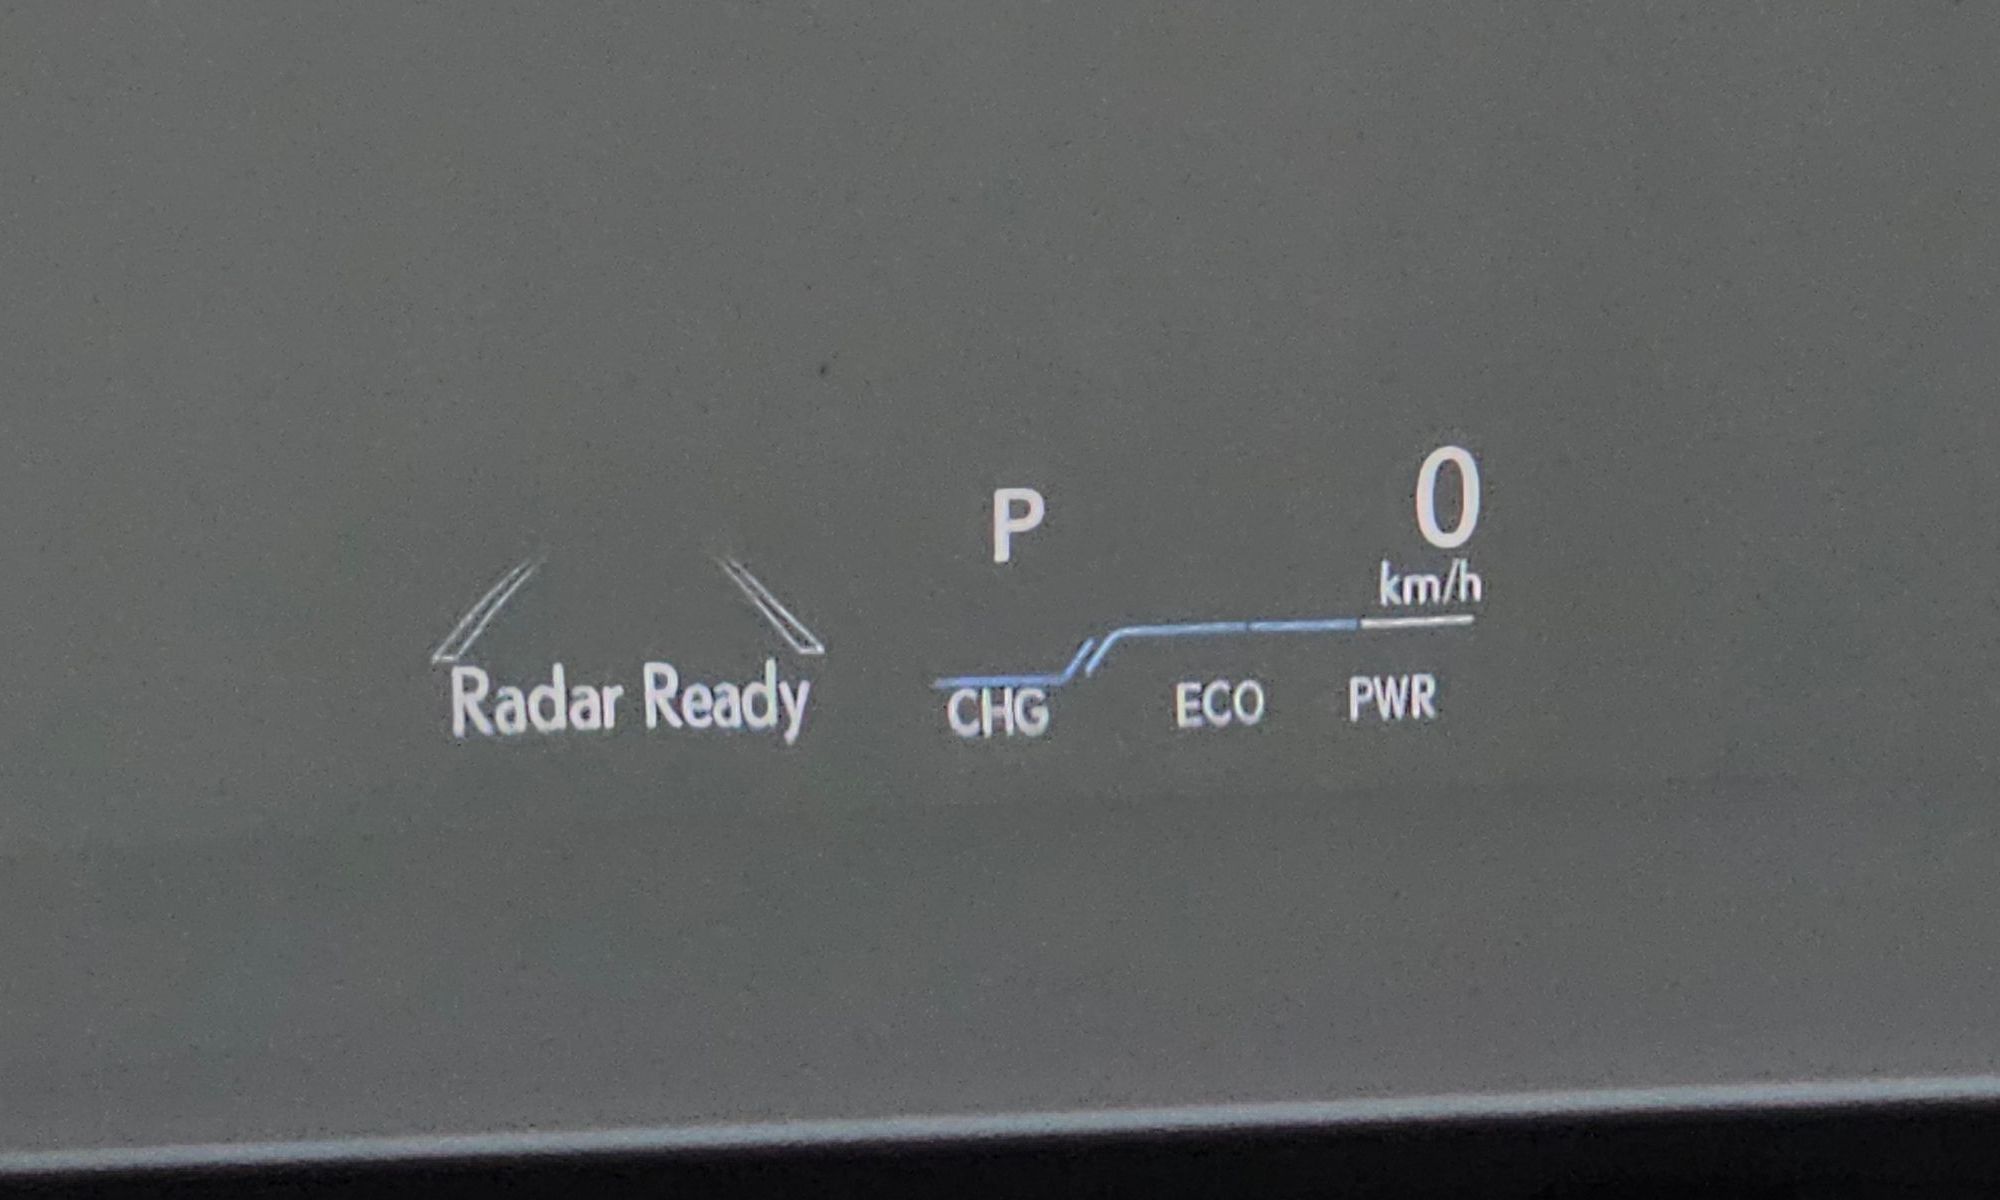 P
0
km/h
Radar Ready
CHG
ECO
PWR